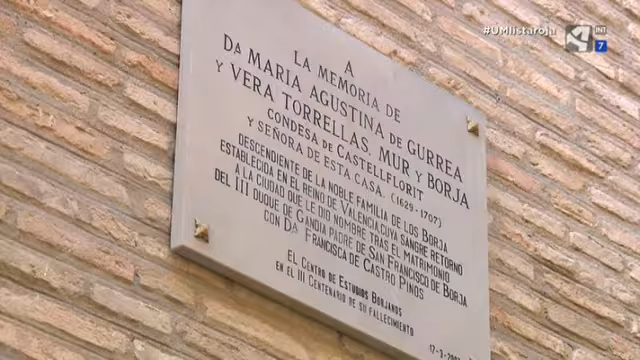 #UMlistaroja
INT
7
A
LA MEMORIA DE
Dª MARIA AGUSTINA DE GURREA
Y VERA TORRELLAS, MUR Y BORJA
CONDESA DE CASTELLFLORIT
Y SEÑORA DE ESTA CASA. (1629-1707)
DESCENDIENTE DE LA NOBLE FAMILIA DE LOS BORJA
ESTABLECIDA EN EL REINO DE VALENCIA, CUYA SANGRE RETORNO
A LA CIUDAD QUE LE DIO NOMBRE TRAS EL MATRIMONIO
DEL III DUQUE DE GANDIA PADRE DE SAN FRANCISCO DE BORJA
CON Dª FRANCISCA DE CASTRO PINOS
EL CENTRO DE ESTUDIOS BORJANOS
EN EL III CENTENARIO DE SU FALLECIMIENTO